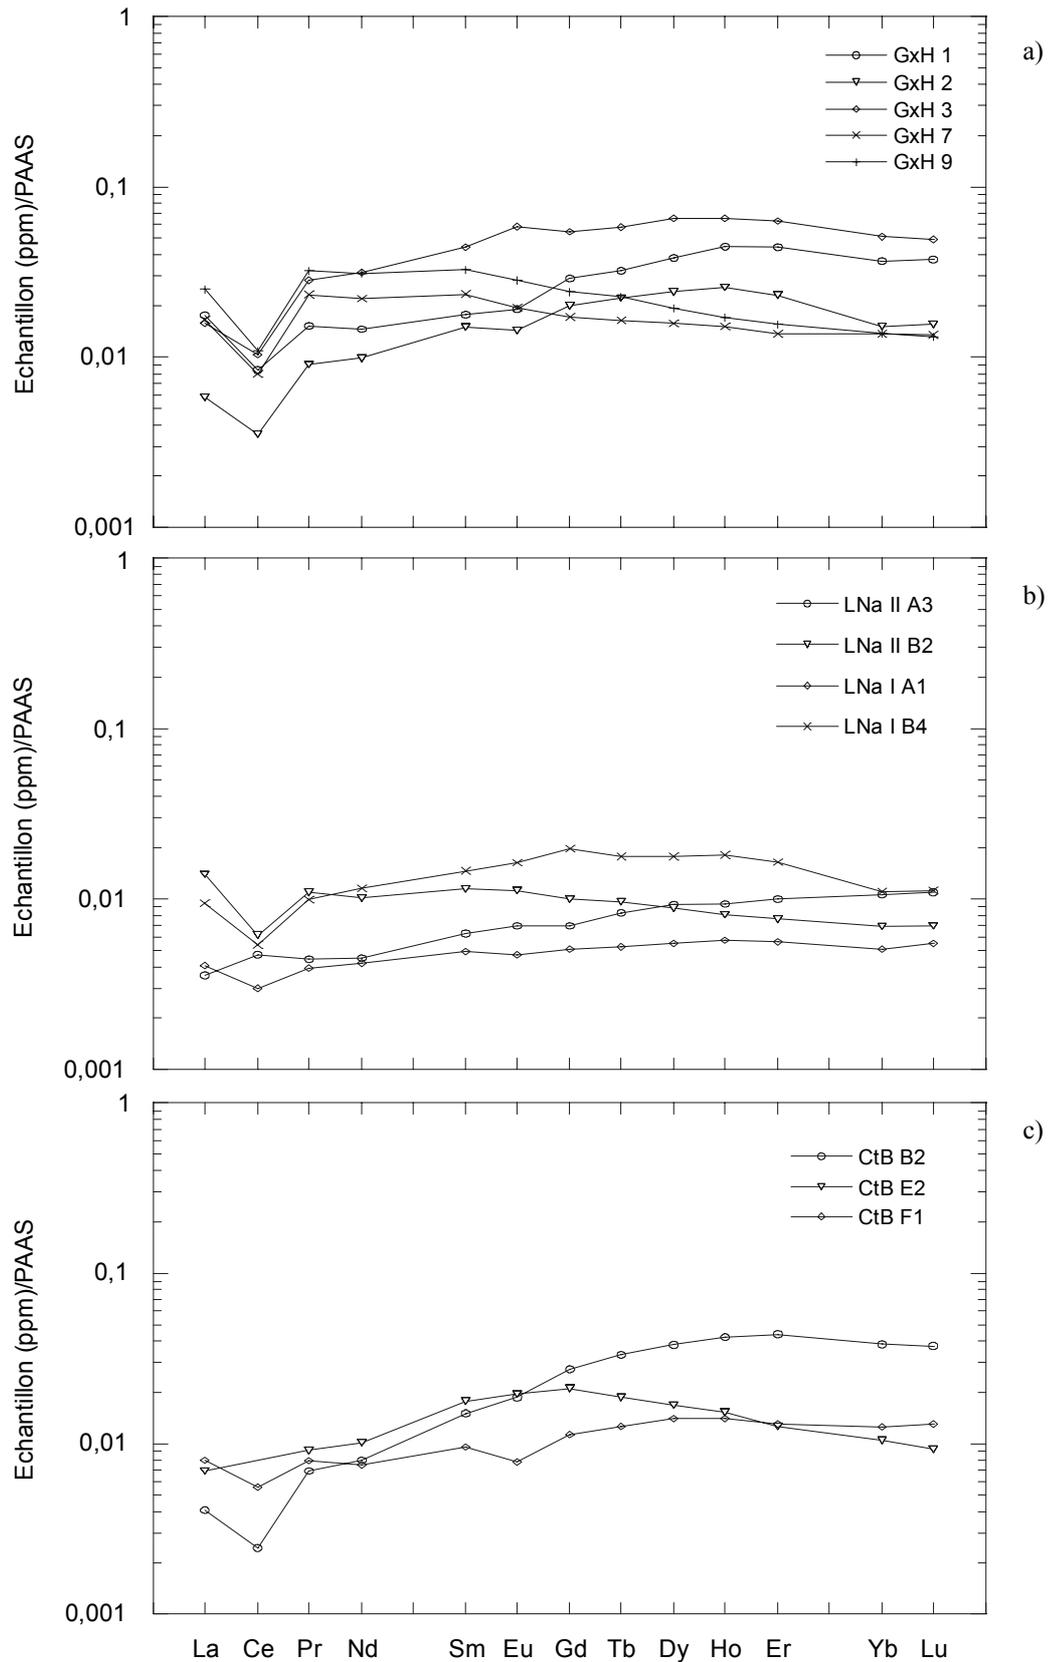 1
a)
GxH 1
GxH 2
GxH 3
GxH 7
GxH 9
Echantillon (ppm)/PAAS
0,1
0,01
0,001
1
b)
LNa II A3
LNa II B2
LNa I A1
LNa I B4
Echantillon (ppm)/PAAS
0,1
0,01
0,001
1
c)
CtB B2
CtB E2
CtB F1
Echantillon (ppm)/PAAS
0,1
0,01
0,001
La Ce Pr Nd Sm Eu Gd Tb Dy Ho Er Yb Lu